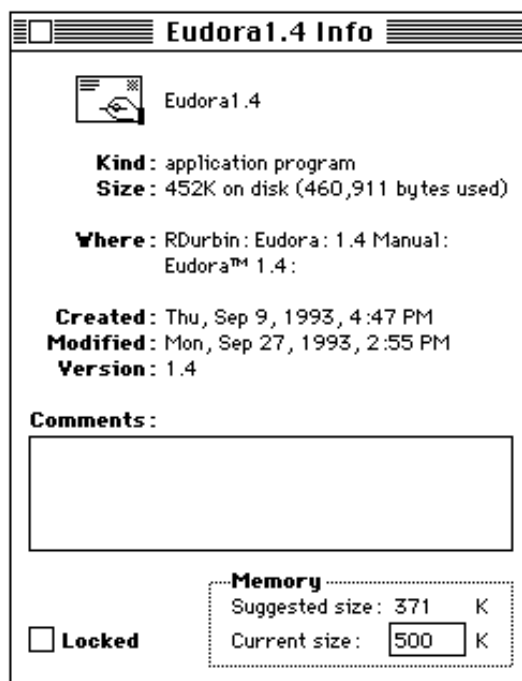 Eudora1.4 Info
Eudora1.4
Kind: application program
Size: 452K on disk (460,911 bytes used)
Where: RDurbin: Eudora: 1.4 Manual:
Eudora™ 1.4:
Created: Thu, Sep 9, 1993, 4:47 PM
Modified: Mon, Sep 27, 1993, 2:55 PM
Version: 1.4
Comments:
Memory
Suggested size: 371 K
Locked
Current size: 500 K